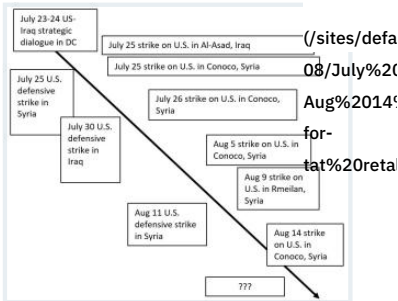 July 23-24 US-
Iraq strategic
dialogue in DC
July 25 strike on U.S. in Al-Asad, Iraq
July 25 strike on U.S. in Conoco, Syria
July 25 U.S.
defensive
strike in
Syria
July 26 strike on U.S. in Conoco,
Syria
July 30 U.S.
defensive
strike in
Iraq
Aug 5 strike on U.S. in
Conoco, Syria
Aug 9 strike on
U.S. in Rmeilan,
Syria
Aug 11 U.S.
defensive strike
in Syria
Aug 14 strike
on U.S. in
Conoco, Syria
???
(/sites/defa
08/July%20
Aug%2014%
for-
tat%20retal